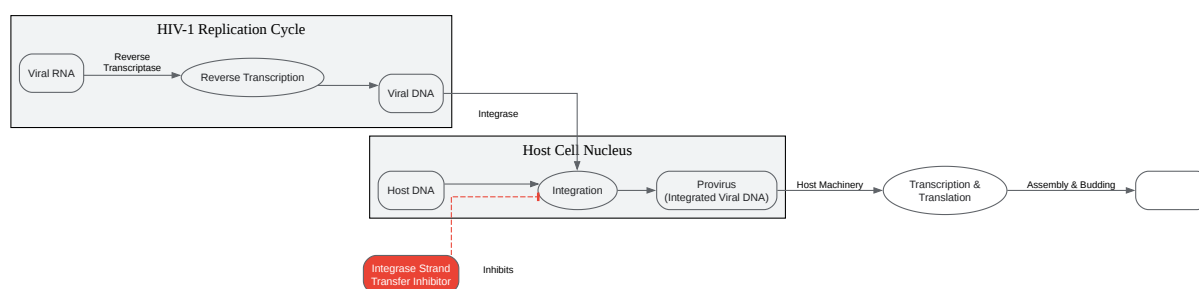 HIV-1 Replication Cycle
Viral RNA
Reverse
Transcriptase
Reverse Transcription
Viral DNA
Integrase
Host Cell Nucleus
Host DNA
Integration
Provirus
(Integrated Viral DNA)
Host Machinery
Transcription &
Translation
Assembly & Budding
Integrase Strand
Transfer Inhibitor
Inhibits